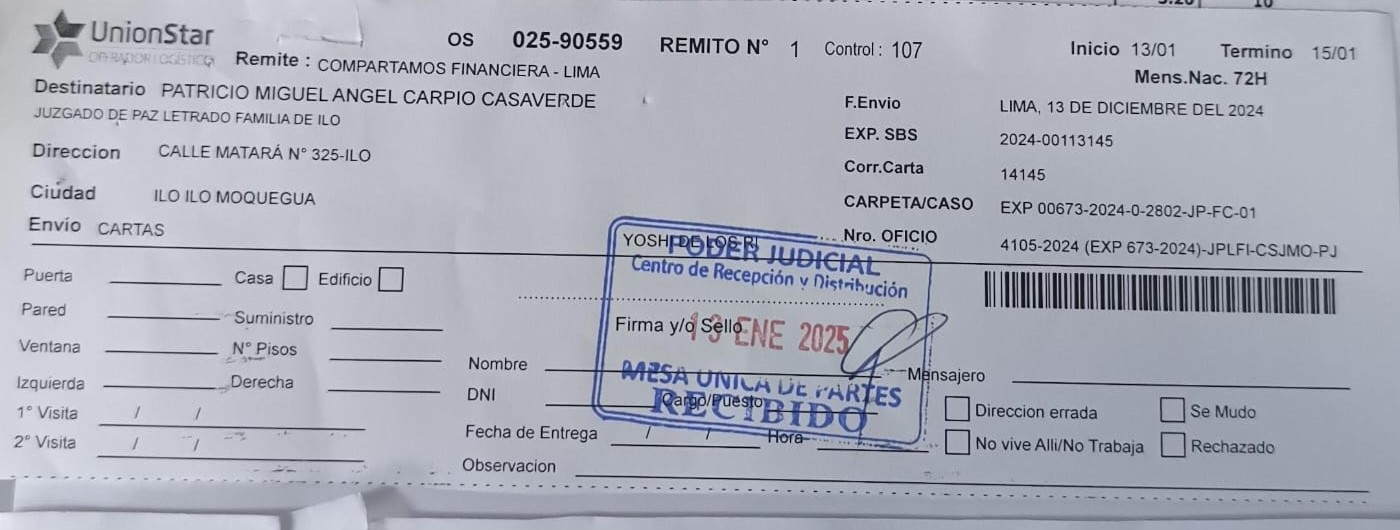 UnionStar
OPERADOR LOGÍSTICO
OS 025-90559 REMITO N° 1 Control : 107 Inicio 13/01 Termino 15/01
Remite : COMPARTAMOS FINANCIERA - LIMA Mens.Nac. 72H
Destinatario PATRICIO MIGUEL ANGEL CARPIO CASAVERDE F.Envio LIMA, 13 DE DICIEMBRE DEL 2024
JUZGADO DE PAZ LETRADO FAMILIA DE ILO EXP. SBS 2024-00113145
Direccion CALLE MATARÁ N° 325-ILO Corr.Carta 14145
Ciudad ILO ILO MOQUEGUA CARPETA/CASO EXP 00673-2024-0-2802-JP-FC-01
Envío CARTAS Nro. OFICIO 4105-2024 (EXP 673-2024)-JPLFI-CSJMO-PJ
YOSHI DE LOS RI
PODER JUDICIAL
Centro de Recepción y Distribución
Puerta Casa Edificio
Pared Suministro Firma y/o Sello
ENE 2025
Ventana N° Pisos Nombre Mensajero
MESA UNICA DE PARTES
Izquierda Derecha DNI Cargo/Puesto
RECIBIDO
Direccion errada Se Mudo
1° Visita / /
Fecha de Entrega / / Hora No vive Alli/No Trabaja Rechazado
2° Visita / /
Observacion